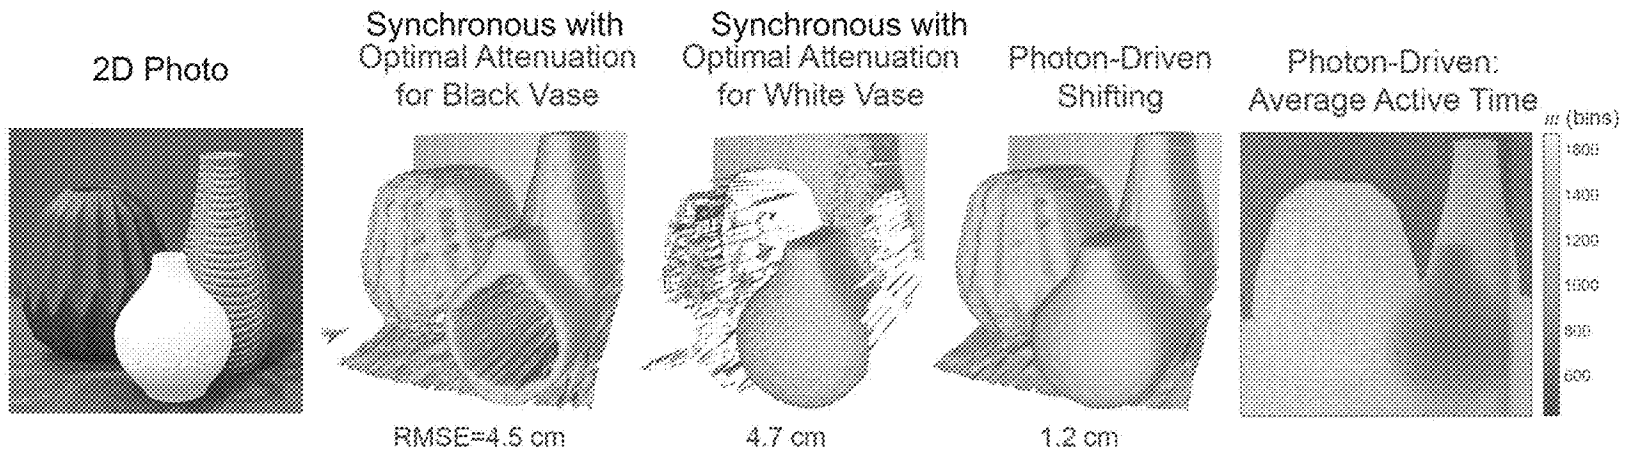 2D Photo
Synchronous with
Optimal Attenuation
for Black Vase
Synchronous with
Optimal Attenuation
for White Vase
Photon-Driven
Shifting
Photon-Driven:
Average Active Time
m (bins)
1600
1400
1200
1000
800
600
RMSE=4.5 cm
4.7 cm
1.2 cm